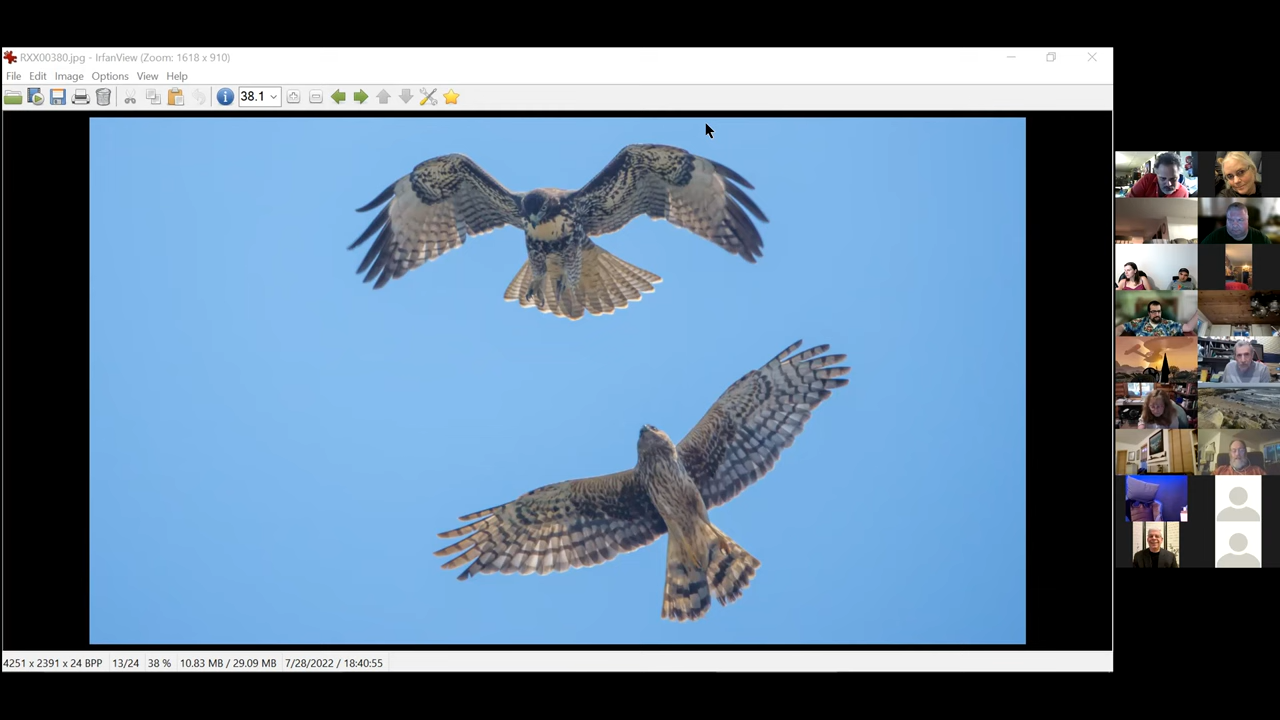 RXX00380.jpg - IrfanView (Zoom: 1618 x 910)
File Edit Image Options View Help
38.1
4251 x 2391 x 24 BPP 13/24 38 % 10.83 MB / 29.09 MB 7/28/2022 / 18:40:55